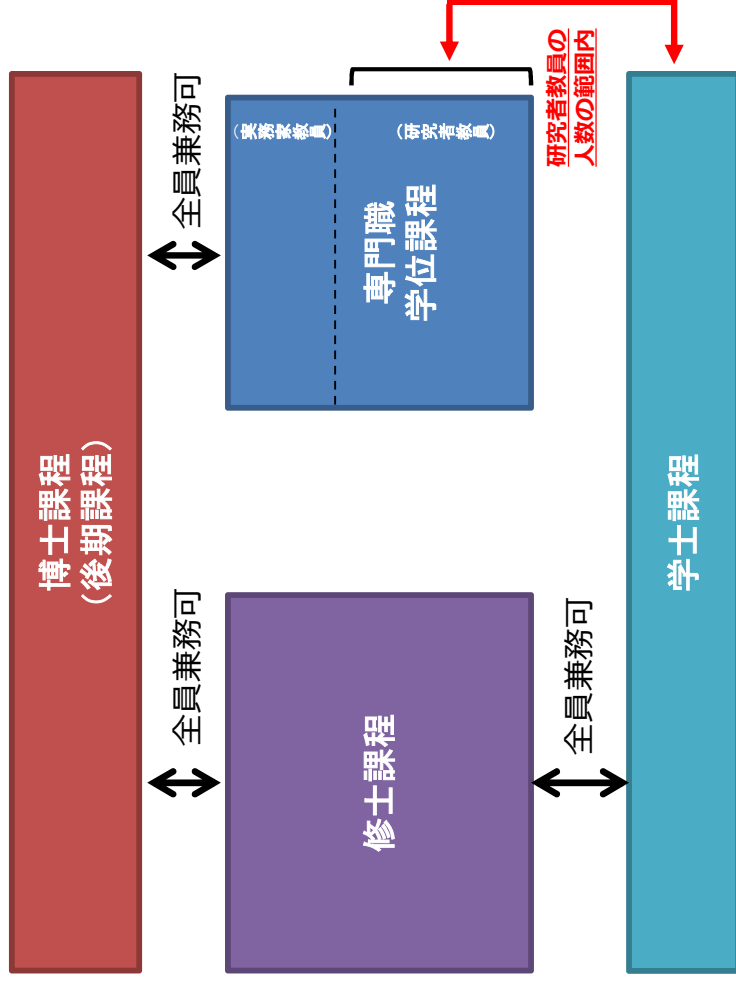 博士課程
（後期課程）
全員兼務可
全員兼務可
修士課程
（実務家教員）
（研究者教員）
専門職
学位課程
全員兼務可
研究者教員の
人数の範囲内
学士課程